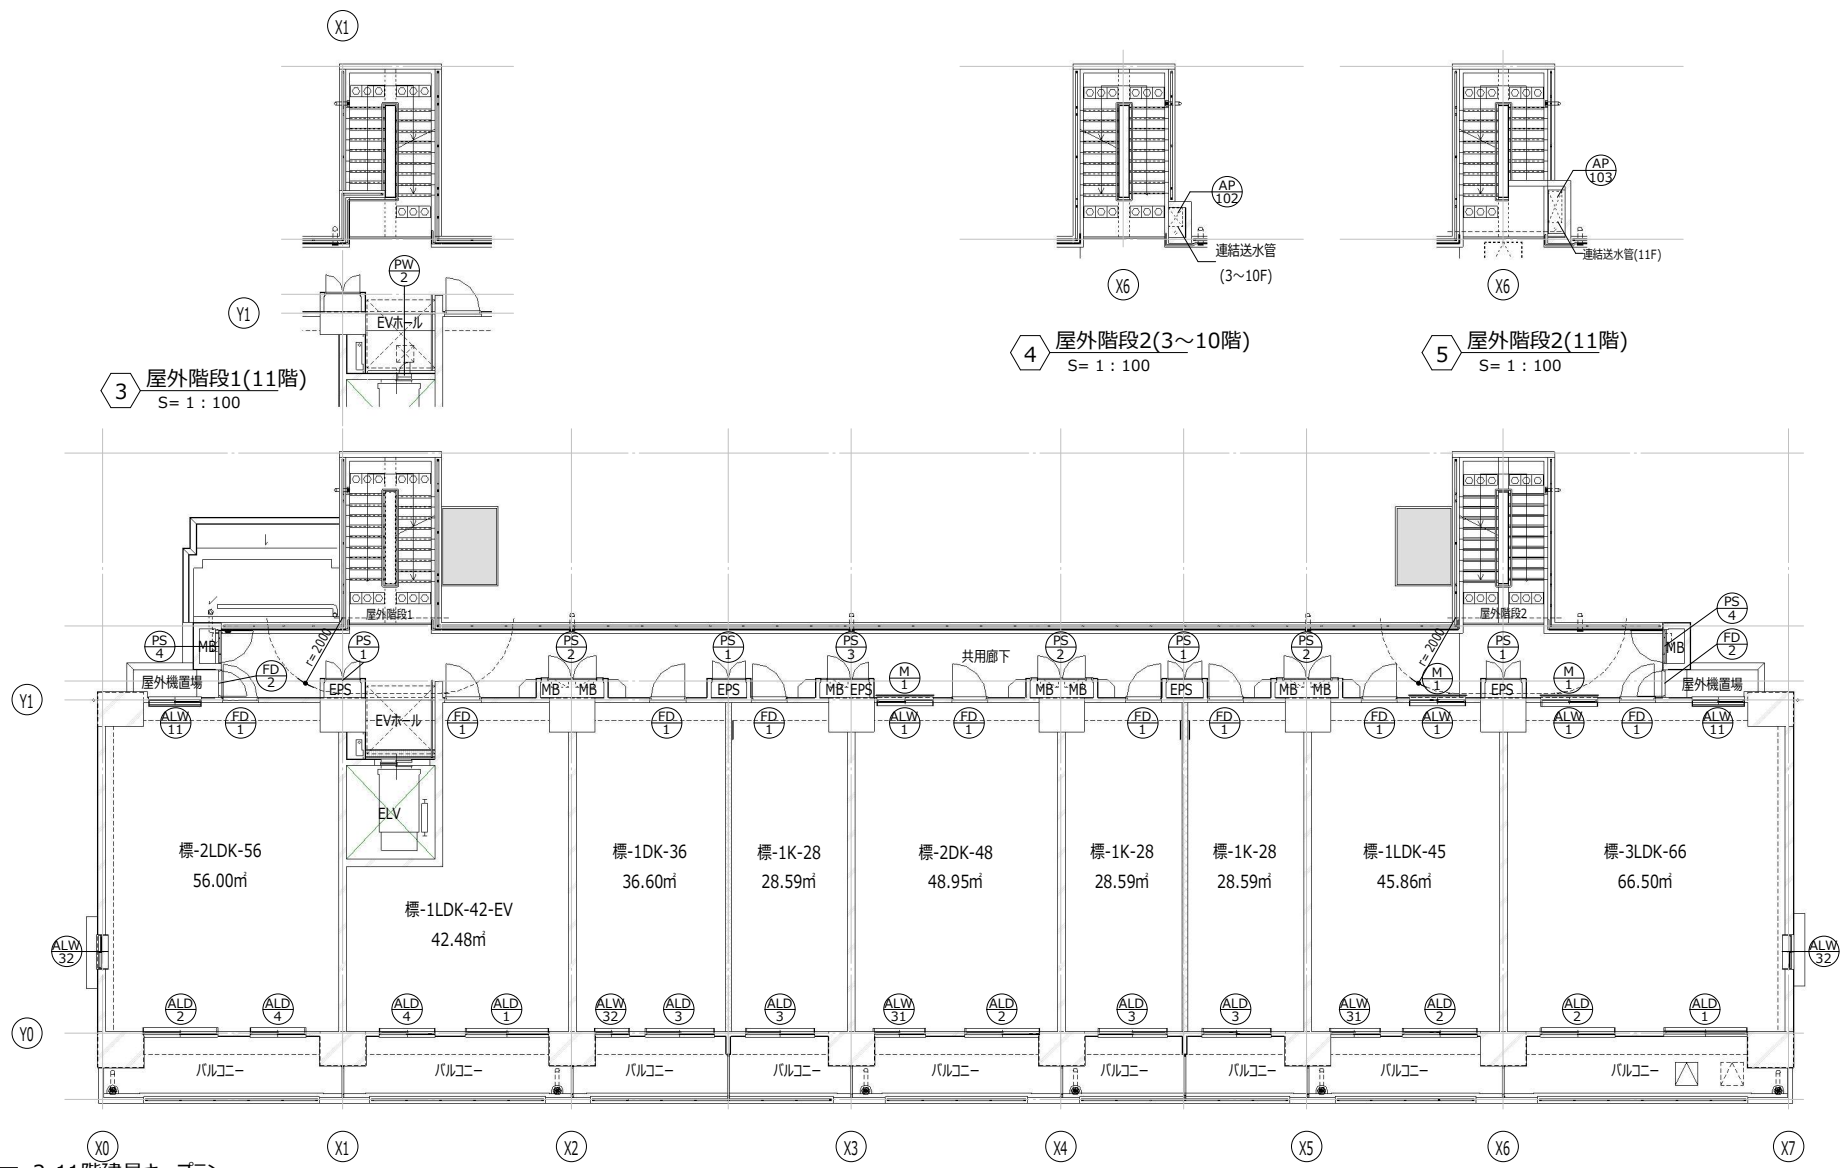 X1
PW
2
Y1
EVホール
3
屋外階段1(11階)
S= 1 : 100
AP
102
連結送水管
(3～10F)
X6
4
屋外階段2(3～10階)
S= 1 : 100
AP
103
連結送水管(11F)
X6
5
屋外階段2(11階)
S= 1 : 100
屋外階段1
屋外階段2
r= 2000
r= 2000
PS
4
MB
PS
1
PS
2
PS
1
PS
3
共用廊下
PS
2
PS
1
PS
2
PS
1
PS
4
FD
2
MB
屋外機置場
FD
2
EPS
MB
MB
EPS
MB
EPS
M
1
MB
MB
EPS
MB
MB
M
1
EPS
M
1
屋外機置場
Y1
ALW
11
FD
1
EVホール
FD
1
FD
1
FD
1
ALW
1
FD
1
FD
1
FD
1
FD
1
ALW
1
ALW
1
FD
1
ALW
11
ELV
標-2LDK-56
56.00㎡
標-1LDK-42-EV
42.48㎡
標-1DK-36
36.60㎡
標-1K-28
28.59㎡
標-2DK-48
48.95㎡
標-1K-28
28.59㎡
標-1K-28
28.59㎡
標-1LDK-45
45.86㎡
標-3LDK-66
66.50㎡
ALW
32
ALW
32
ALD
2
ALD
4
ALD
4
ALD
1
ALW
32
ALD
3
ALD
3
ALW
31
ALD
2
ALD
3
ALD
3
ALW
31
ALD
2
ALD
2
ALD
1
Y0
バルコニー
バルコニー
バルコニー
バルコニー
バルコニー
バルコニー
バルコニー
バルコニー
バルコニー
X0
X1
X2
X3
X4
X5
X6
X7